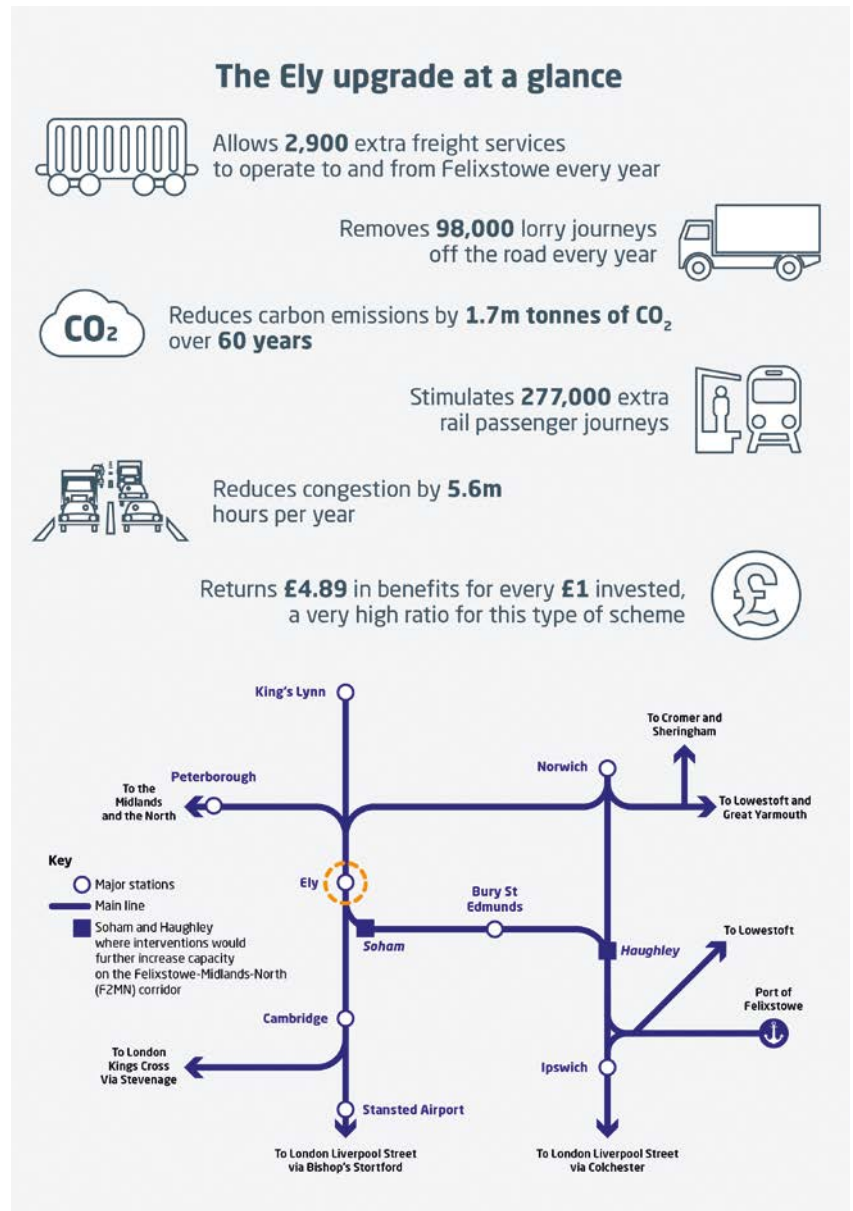 The Ely upgrade at a glance
Allows 2,900 extra freight services
to operate to and from Felixstowe every year
Removes 98,000 lorry journeys
off the road every year
CO₂
Reduces carbon emissions by 1.7m tonnes of CO₂
over 60 years
Stimulates 277,000 extra
rail passenger journeys
Reduces congestion by 5.6m
hours per year
Returns £4.89 in benefits for every £1 invested,
a very high ratio for this type of scheme
£
King's Lynn
To Cromer and
Sheringham
Norwich
Peterborough
To the
Midlands
and the North
To Lowestoft and
Great Yarmouth
Key
Major stations
Main line
Soham and Haughley
where interventions would
further increase capacity
on the Felixstowe-Midlands-North
(F2MN) corridor
Ely
Bury St
Edmunds
Soham
Haughley
To Lowestoft
Port of
Felixstowe
Cambridge
To London
Kings Cross
Via Stevenage
Ipswich
Stansted Airport
To London Liverpool Street
via Bishop's Stortford
To London Liverpool Street
via Colchester